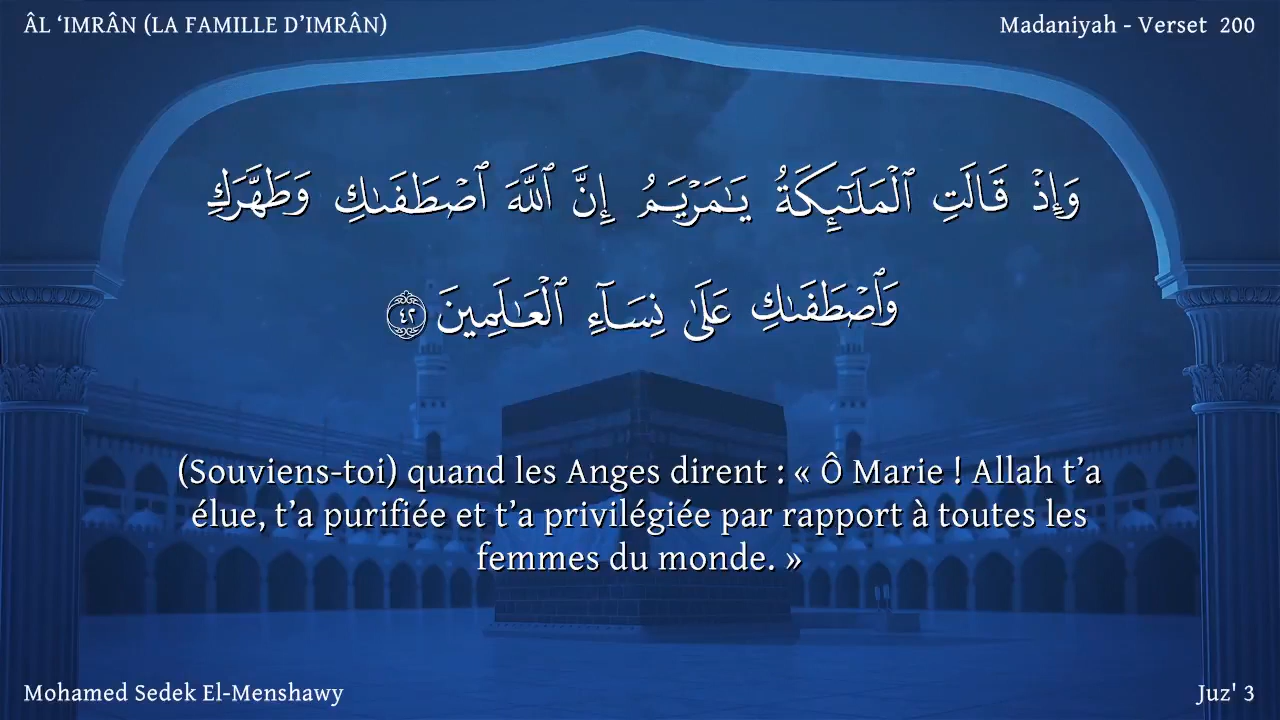 ÂL ‘IMRÂN (LA FAMILLE D’IMRÂN)
Madaniyah - Verset 200
وَإِذْ قَالَتِ ٱلْمَلَـٰٓئِكَةُ يَـٰمَرْيَمُ إِنَّ ٱللَّهَ ٱصْطَفَىٰكِ وَطَهَّرَكِ
وَٱصْطَفَىٰكِ عَلَىٰ نِسَآءِ ٱلْعَـٰلَمِينَ ٤٢
(Souviens-toi) quand les Anges dirent : « Ô Marie ! Allah t’a
élue, t’a purifiée et t’a privilégiée par rapport à toutes les
femmes du monde. »
Mohamed Sedek El-Menshawy
Juz' 3